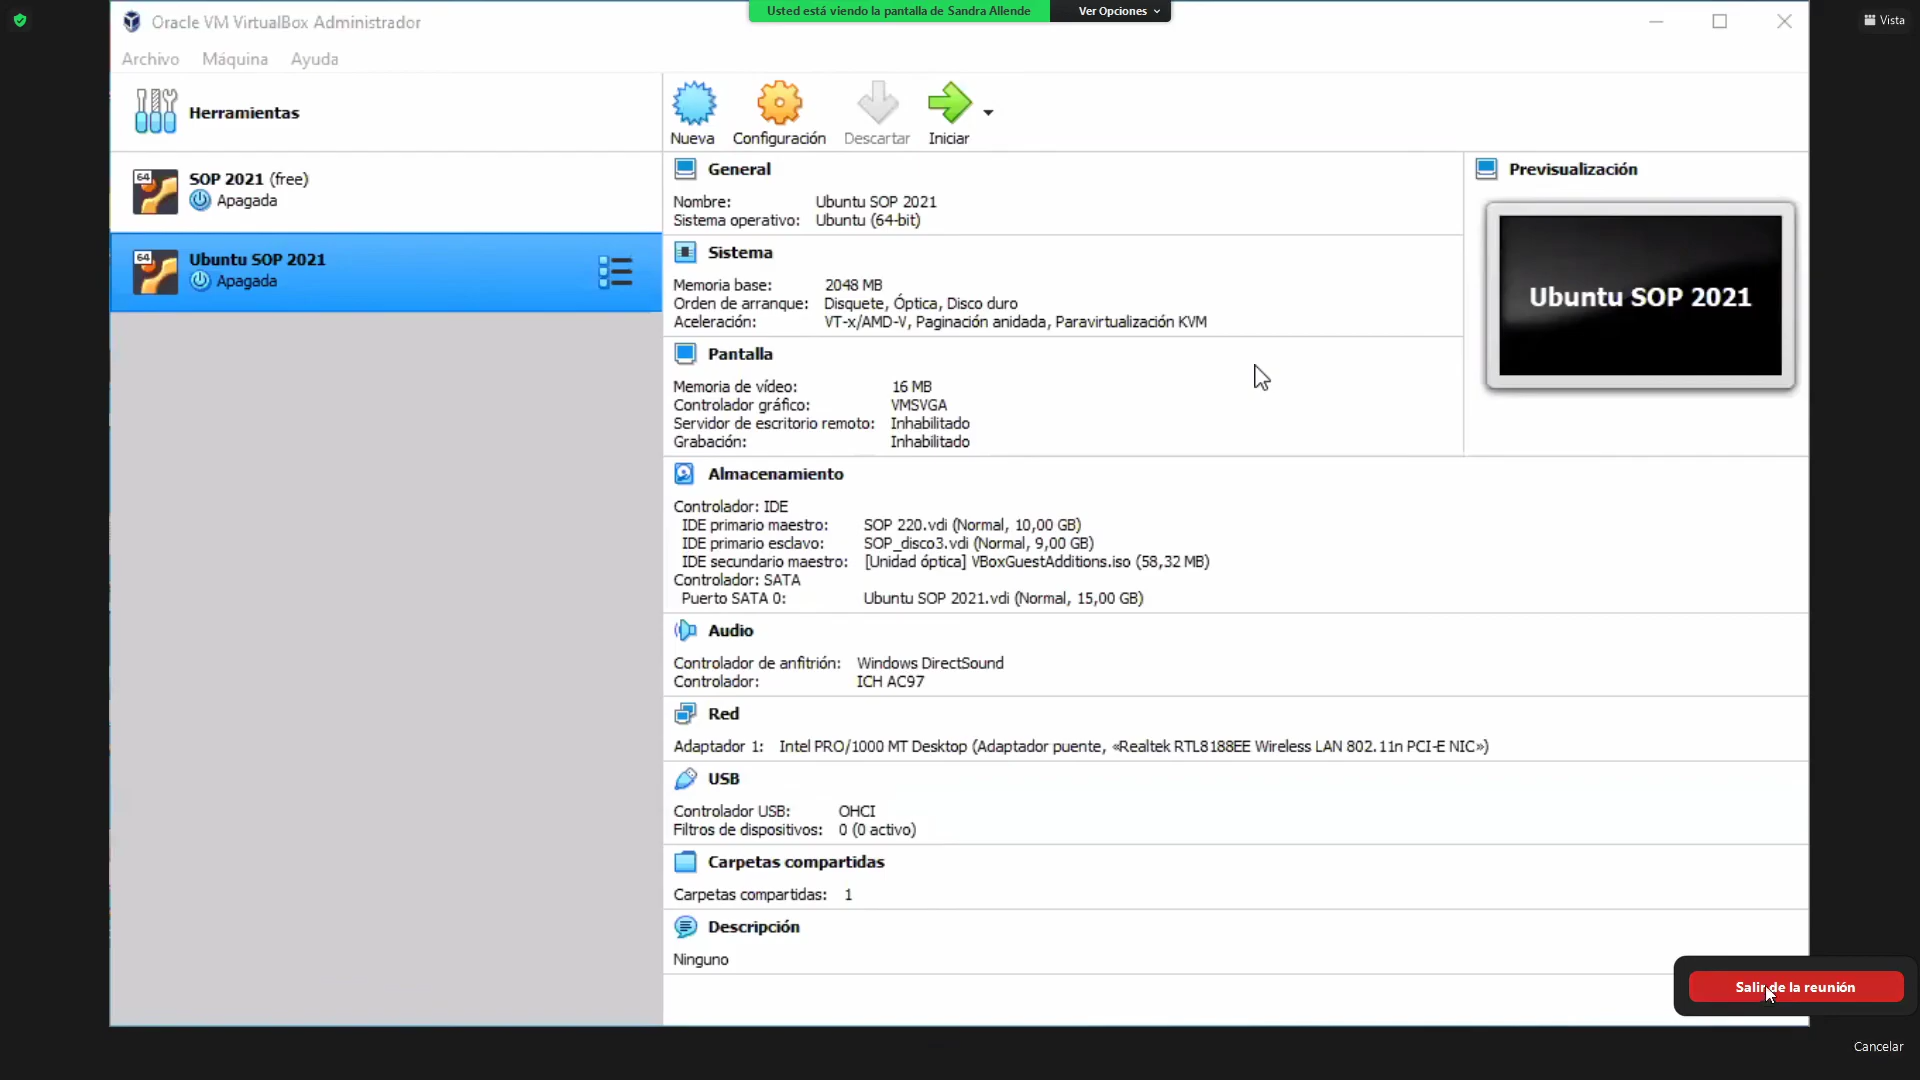 Usted está viendo la pantalla de Sandra Allende
Ver Opciones
Vista
Oracle VM VirtualBox Administrador
Archivo Máquina Ayuda
Herramientas
Nueva Configuración Descartar Iniciar
64
SOP 2021 (free)
Apagada
64
Ubuntu SOP 2021
Apagada
General
Nombre: Ubuntu SOP 2021
Sistema operativo: Ubuntu (64-bit)
Sistema
Memoria base: 2048 MB
Orden de arranque: Disquete, Óptica, Disco duro
Aceleración: VT-x/AMD-V, Paginación anidada, Paravirtualización KVM
Pantalla
Memoria de vídeo: 16 MB
Controlador gráfico: VMSVGA
Servidor de escritorio remoto: Inhabilitado
Grabación: Inhabilitado
Previsualización
Ubuntu SOP 2021
Almacenamiento
Controlador: IDE
IDE primario maestro: SOP 220.vdi (Normal, 10,00 GB)
IDE primario esclavo: SOP_disco3.vdi (Normal, 9,00 GB)
IDE secundario maestro: [Unidad óptica] VBoxGuestAdditions.iso (58,32 MB)
Controlador: SATA
Puerto SATA 0: Ubuntu SOP 2021.vdi (Normal, 15,00 GB)
Audio
Controlador de anfitrión: Windows DirectSound
Controlador: ICH AC97
Red
Adaptador 1: Intel PRO/1000 MT Desktop (Adaptador puente, «Realtek RTL8188EE Wireless LAN 802.11n PCI-E NIC»)
USB
Controlador USB: OHCI
Filtros de dispositivos: 0 (0 activo)
Carpetas compartidas
Carpetas compartidas: 1
Descripción
Ninguno
Salir de la reunión
Cancelar